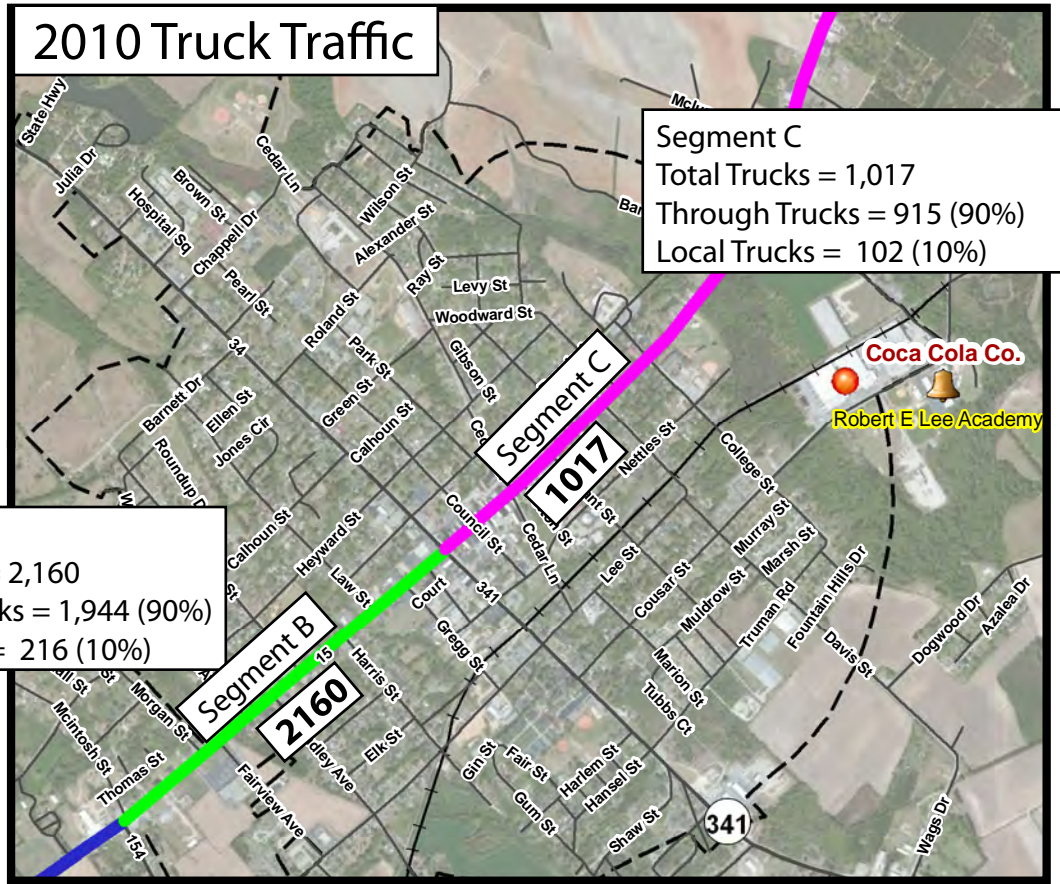 2010 Truck Traffic
Segment C
Total Trucks = 1,017
Through Trucks = 915 (90%)
Local Trucks = 102 (10%)
State Hwy
Julia Dr
Cedar Ln
Brown St
Hospital Sq
Chappell Dr
Wilson St
Alexander St
Pearl St
Ray St
Levy St
Woodward St
Roland St
34
Park St
Gibson St
Coca Cola Co.
Robert E Lee Academy
Barnett Dr
Ellen St
Jones Cir
Green St
Calhoun St
Segment C
1017
Nettles St
College St
Roundup
Council St
Cedar Ln
Murray St
Marsh St
Calhoun St
Heyward St
Law St
Court
341
Lee St
Cousar St
Muldrow St
Truman Rd
Fountain Hills Dr
Dogwood Dr
Azalea Dr
2,160
= 1,944 (90%)
= 216 (10%)
Segment B
15
2160
Gregg St
Harris St
Davis St
Marion St
Tubbs Ct
Morgan St
Mcintosh St
Thomas St
Elk St
Fairview Ave
Ave
Gin St
Fair St
Harlem St
Hansel St
Gum St
Shaw St
341
Wags Dr
154